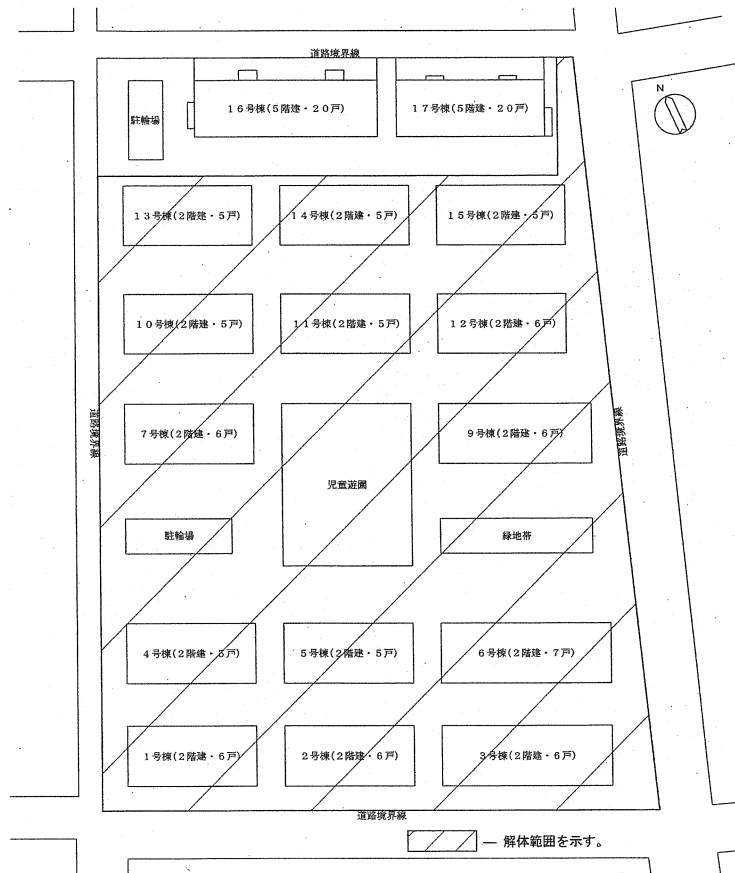 道路境界線
N
16号棟(5階建・20戸)
17号棟(5階建・20戸)
駐輪場
13号棟(2階建・5戸)
14号棟(2階建・5戸)
15号棟(2階建・5戸)
10号棟(2階建・5戸)
11号棟(2階建・5戸)
12号棟(2階建・6戸)
道路境界線
7号棟(2階建・6戸)
9号棟(2階建・6戸)
道路境界線
児童遊園
駐輪場
緑地帯
4号棟(2階建・5戸)
5号棟(2階建・5戸)
6号棟(2階建・7戸)
1号棟(2階建・6戸)
2号棟(2階建・6戸)
3号棟(2階建・6戸)
道路境界線
― 解体範囲を示す。